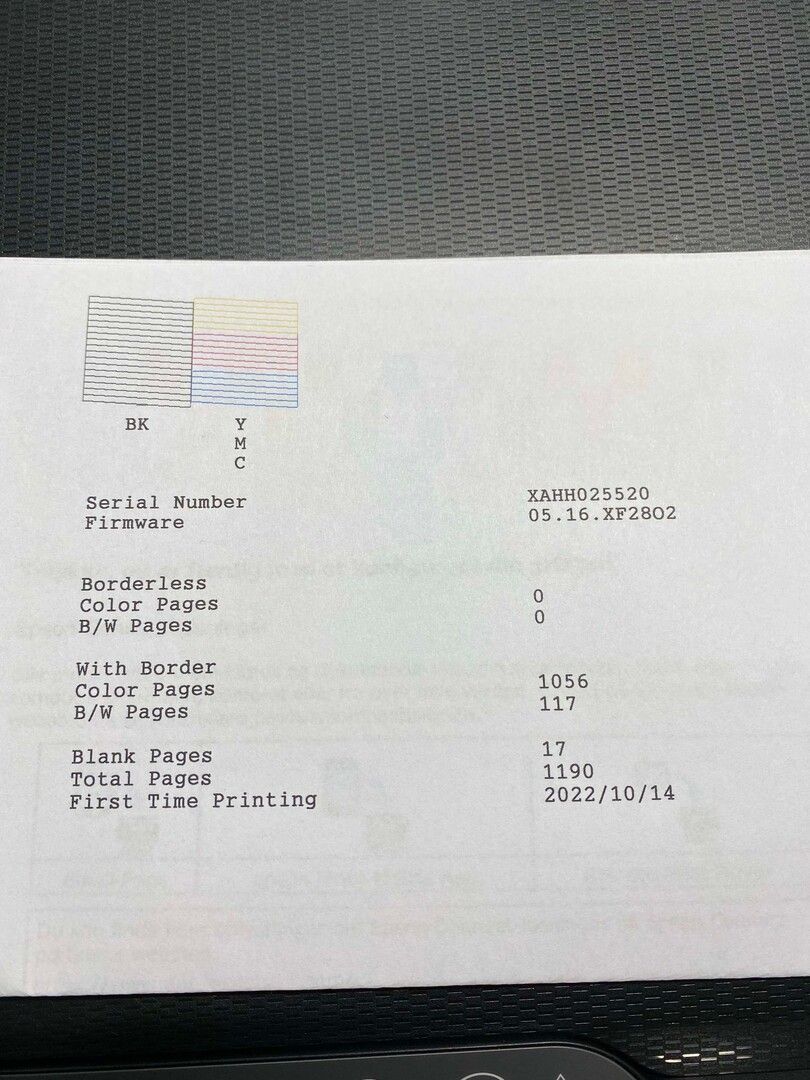 BK Y
M
C
Serial Number XAHH025520
Firmware 05.16.XF28O2
Borderless
Color Pages 0
B/W Pages 0
With Border
Color Pages 1056
B/W Pages 117
Blank Pages 17
Total Pages 1190
First Time Printing 2022/10/14